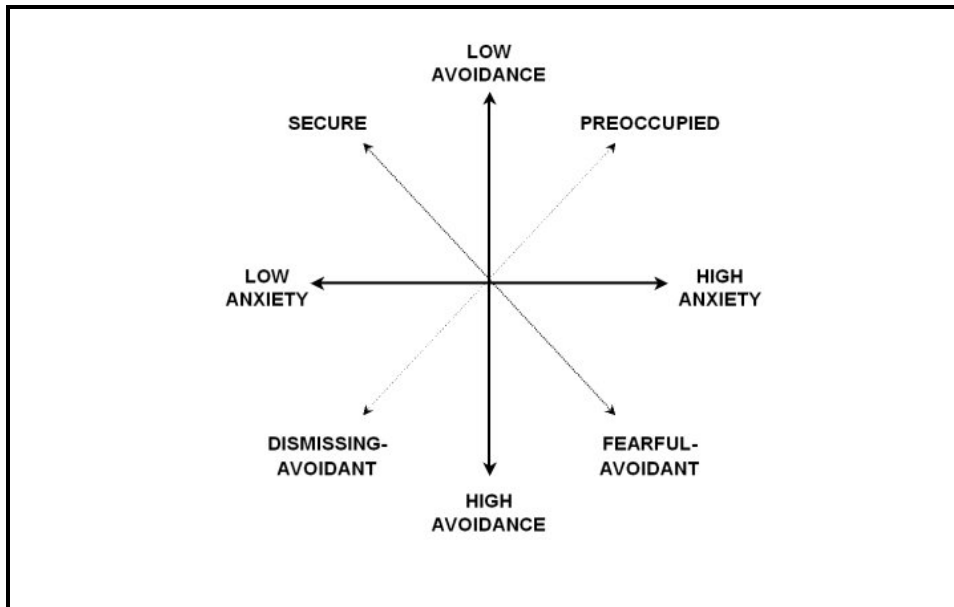 LOW
AVOIDANCE
SECURE
PREOCCUPIED
LOW
ANXIETY
HIGH
ANXIETY
DISMISSING-
AVOIDANT
FEARFUL-
AVOIDANT
HIGH
AVOIDANCE